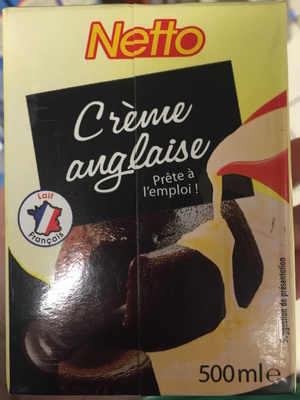 Netto
Crème
anglaise
Prête à
l'emploi !
Lait
Français
Suggestion de présentation
500 ml e